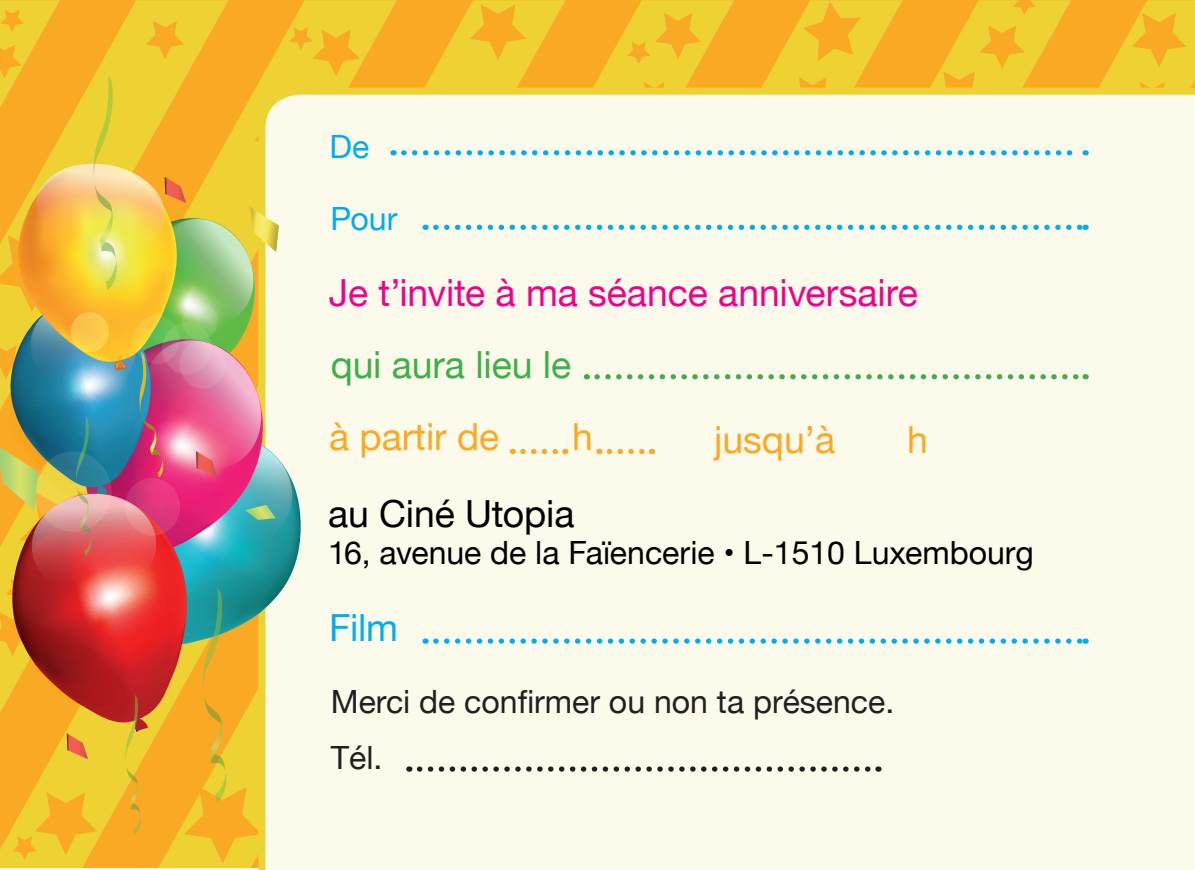 De ............................................................ .
Pour ............................................................
Je t’invite à ma séance anniversaire
qui aura lieu le ...............................................
à partir de ......h...... jusqu’à h
au Ciné Utopia
16, avenue de la Faïencerie • L-1510 Luxembourg
Film ............................................................
Merci de confirmer ou non ta présence.
Tél. ............................................